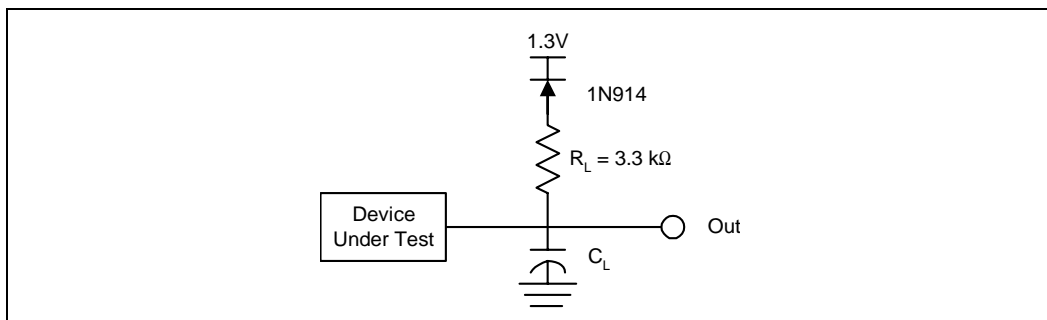 1.3V
1N914
R_L = 3.3 kΩ
Device
Under Test
Out
C_L